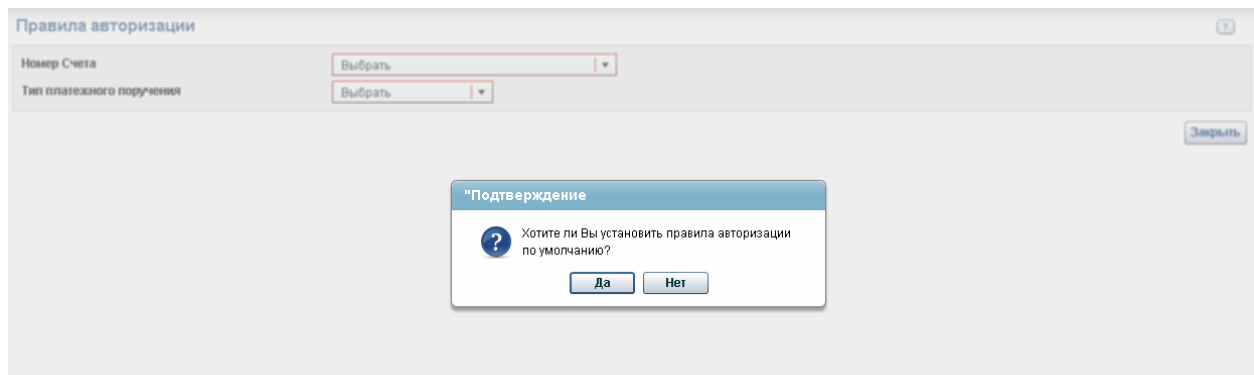 Правила авторизации
?
Номер Счета
Выбрать
Тип платежного поручения
Выбрать
Закрыть
"Подтверждение
?
Хотите ли Вы установить правила авторизации
по умолчанию?
Да
Нет